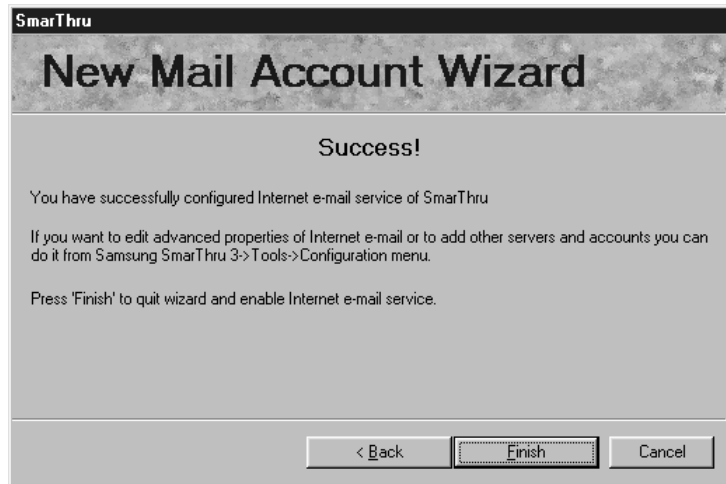 SmarThru
New Mail Account Wizard
Success!
You have successfully configured Internet e-mail service of SmarThru
If you want to edit advanced properties of Internet e-mail or to add other servers and accounts you can
do it from Samsung SmarThru 3->Tools->Configuration menu.
Press 'Finish' to quit wizard and enable Internet e-mail service.
< Back Finish Cancel